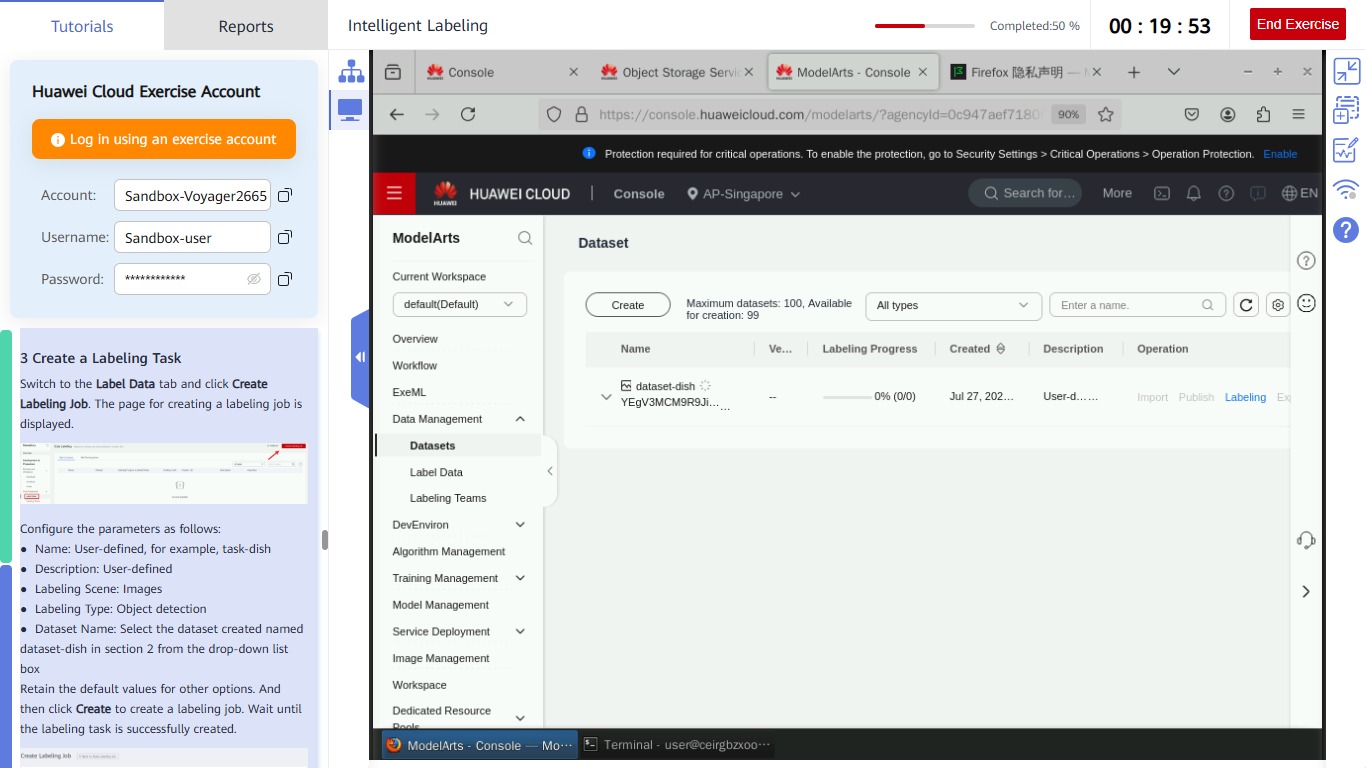 Tutorials
Reports
Intelligent Labeling
Completed:50 %
00 : 19 : 53
End Exercise
Huawei Cloud Exercise Account
Log in using an exercise account
Account:
Sandbox-Voyager2665
Username:
Sandbox-user
Password:
************
3 Create a Labeling Task
Switch to the Label Data tab and click Create
Labeling Job. The page for creating a labeling job is
displayed.
Configure the parameters as follows:
● Name: User-defined, for example, task-dish
● Description: User-defined
● Labeling Scene: Images
● Labeling Type: Object detection
● Dataset Name: Select the dataset created named
dataset-dish in section 2 from the drop-down list
box
Retain the default values for other options. And
then click Create to create a labeling job. Wait until
the labeling task is successfully created.
Create Labeling Job
Console
Object Storage Servic
ModelArts - Console
Firefox 隐私声明 — M
https://console.huaweicloud.com/modelarts/?agencyId=0c947aef7180
90%
Protection required for critical operations. To enable the protection, go to Security Settings > Critical Operations > Operation Protection.
Enable
HUAWEI
HUAWEI CLOUD
Console
AP-Singapore
Search for...
More
EN
ModelArts
Current Workspace
default(Default)
Overview
Workflow
ExeML
Data Management
Datasets
Label Data
Labeling Teams
DevEnviron
Algorithm Management
Training Management
Model Management
Service Deployment
Image Management
Workspace
Dedicated Resource
Pools
Dataset
Create
Maximum datasets: 100, Available
for creation: 99
All types
Enter a name.
Name
Ve...
Labeling Progress
Created
Description
Operation
dataset-dish
YEgV3MCM9R9Ji... ...
--
0% (0/0)
Jul 27, 202...
User-d... ...
Import
Publish
Labeling
Ex
ModelArts - Console — Mo···
Terminal - user@ceirgbzxoo···